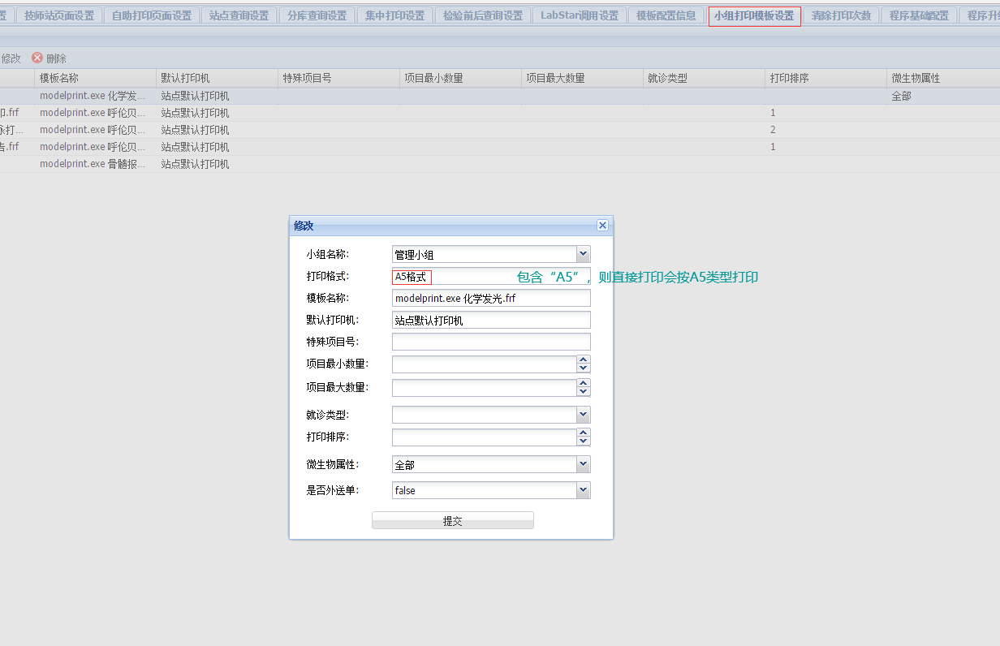 置 技师站页面设置 自助打印页面设置 站点查询设置 分库查询设置 集中打印设置 检验前后查询设置 LabStar调用设置 模板配置信息 小组打印模板设置 清除打印次数 程序基础配置 程序升
修改 删除
模板名称 默认打印机 特殊项目号 项目最小数量 项目最大数量 就诊类型 打印排序 微生物属性
modelprint.exe 化学发... 站点默认打印机 全部
印.frf modelprint.exe 呼伦贝... 站点默认打印机 1
泳打... modelprint.exe 呼伦贝... 站点默认打印机 2
告.frf modelprint.exe 呼伦贝... 站点默认打印机 1
modelprint.exe 骨髓报... 站点默认打印机
修改
小组名称: 管理小组
打印格式: A5格式 包含“A5”，则直接打印会按A5类型打印
模板名称: modelprint.exe 化学发光.frf
默认打印机: 站点默认打印机
特殊项目号:
项目最小数量:
项目最大数量:
就诊类型:
打印排序:
微生物属性: 全部
是否外送单: false
提交